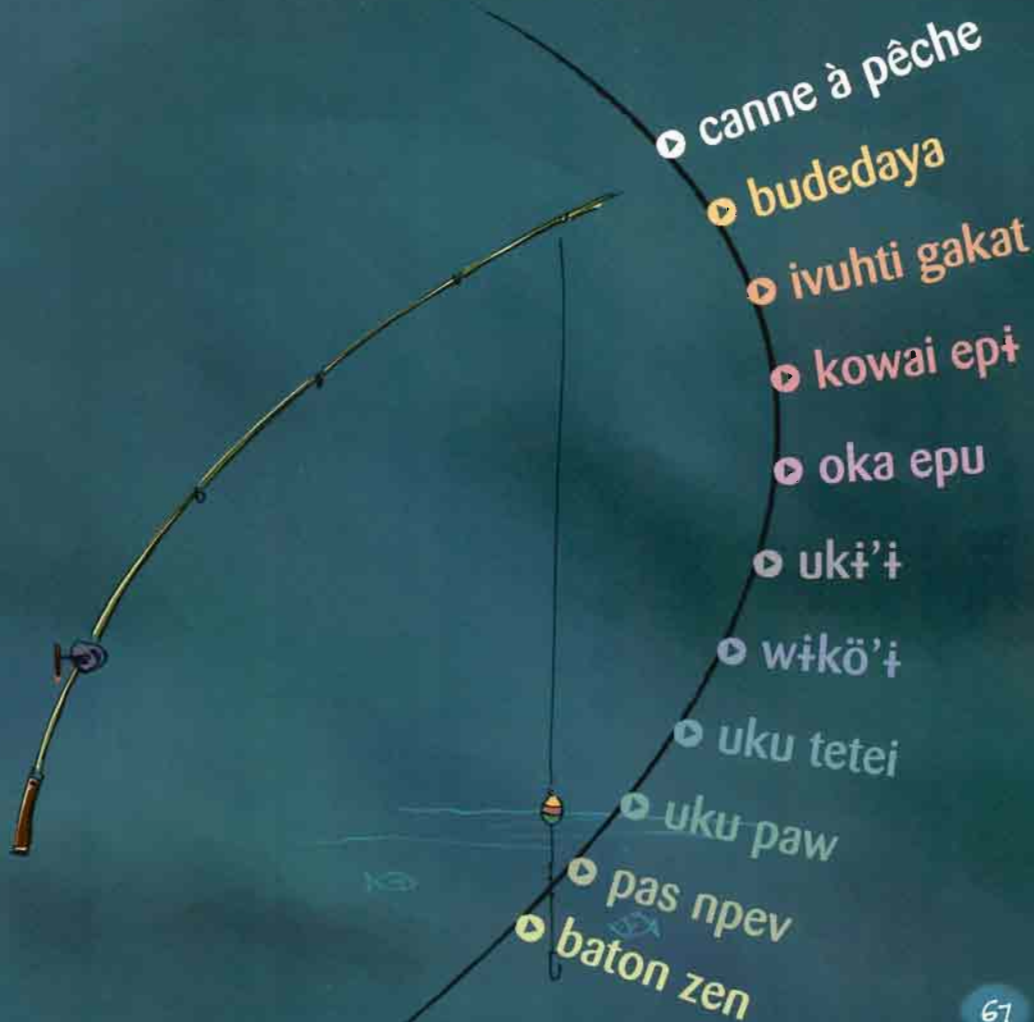 canne à pêche
budedaya
ivuhti gakat
kowai epɨ
oka epu
ukɨ’ɨ
wɨkö’ɨ
uku tetei
uku paw
pas npev
baton zen
67